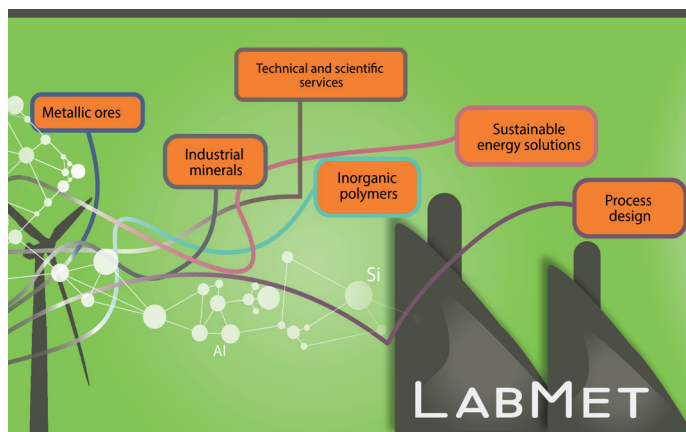 Technical and scientific
services
Metallic ores
Sustainable
energy solutions
Industrial
minerals
Inorganic
polymers
Process
design
Si
Al
LABMET